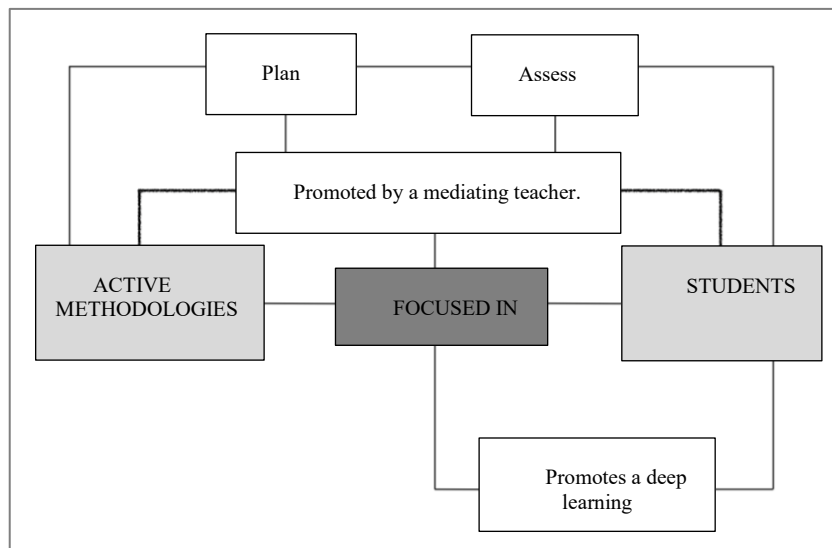 Plan
Assess
Promoted by a mediating teacher.
ACTIVE
METHODOLOGIES
FOCUSED IN
STUDENTS
Promotes a deep
learning